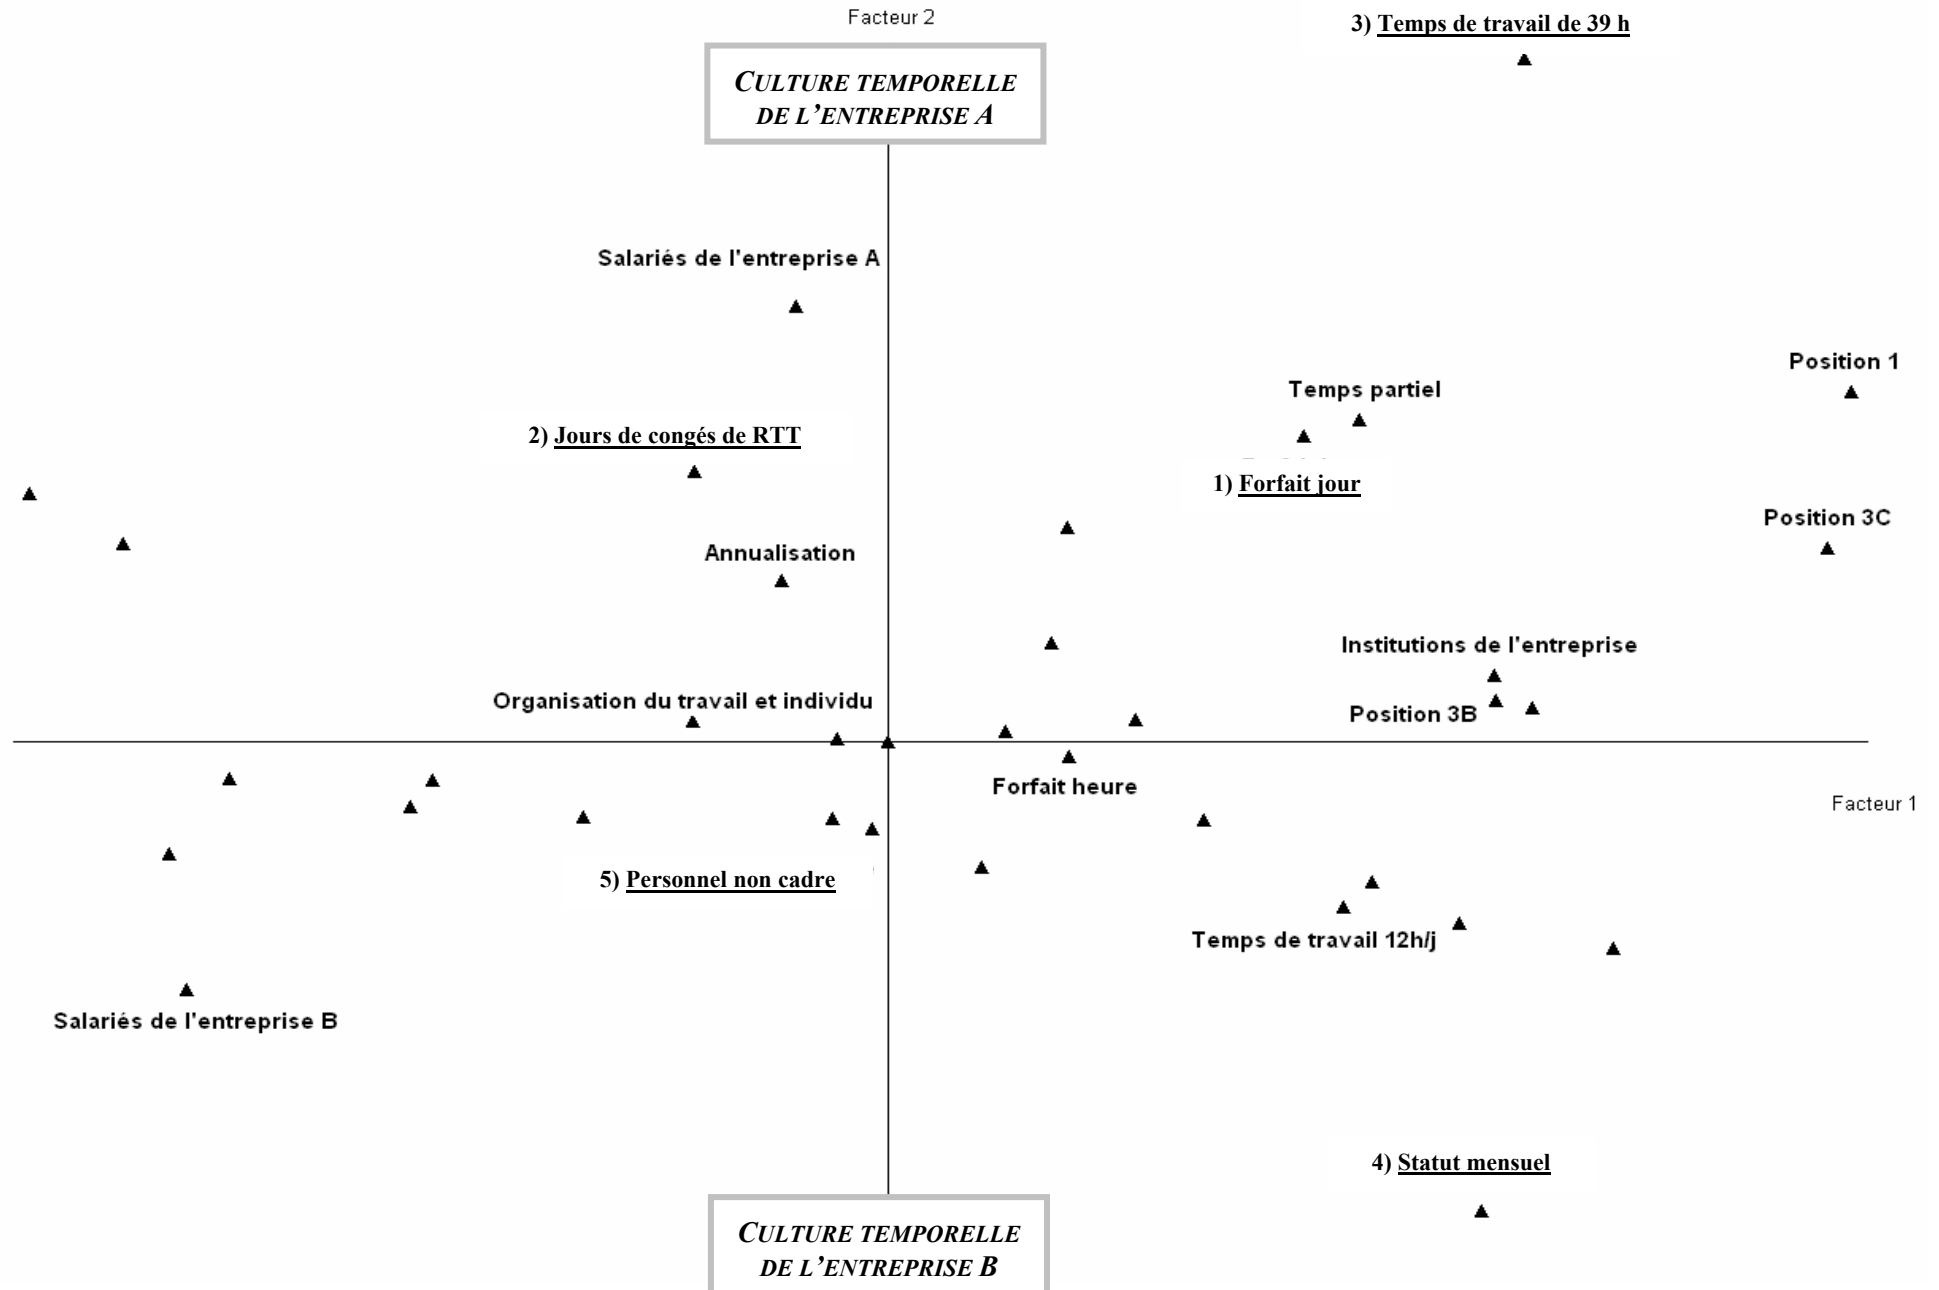 Facteur 2
3) Temps de travail de 39 h
CULTURE TEMPORELLE
DE L’ENTREPRISE A
Salariés de l'entreprise A
Position 1
Temps partiel
2) Jours de congés de RTT
1) Forfait jour
Position 3C
Annualisation
Institutions de l'entreprise
Organisation du travail et individu
Position 3B
Forfait heure
Facteur 1
5) Personnel non cadre
Temps de travail 12h/j
Salariés de l'entreprise B
4) Statut mensuel
CULTURE TEMPORELLE
DE L’ENTREPRISE B